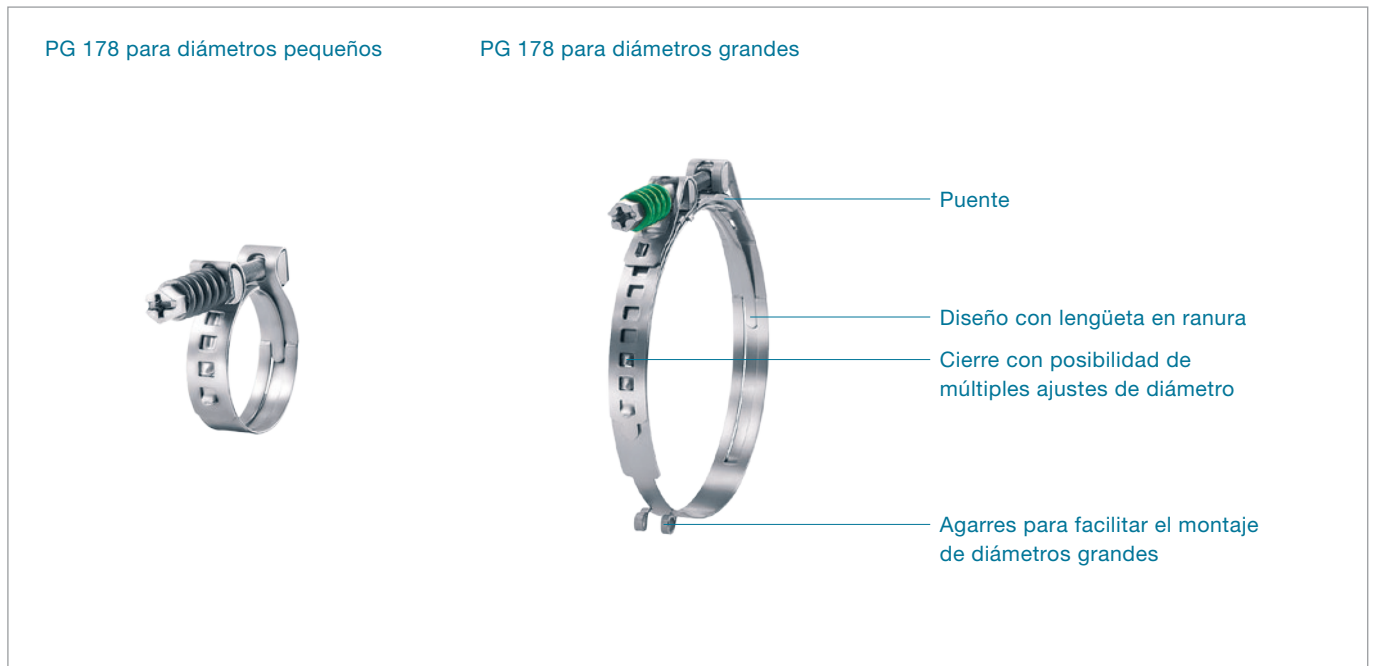 PG 178 para diámetros pequeños
PG 178 para diámetros grandes
Puente
Diseño con lengüeta en ranura
Cierre con posibilidad de
múltiples ajustes de diámetro
Agarres para facilitar el montaje
de diámetros grandes